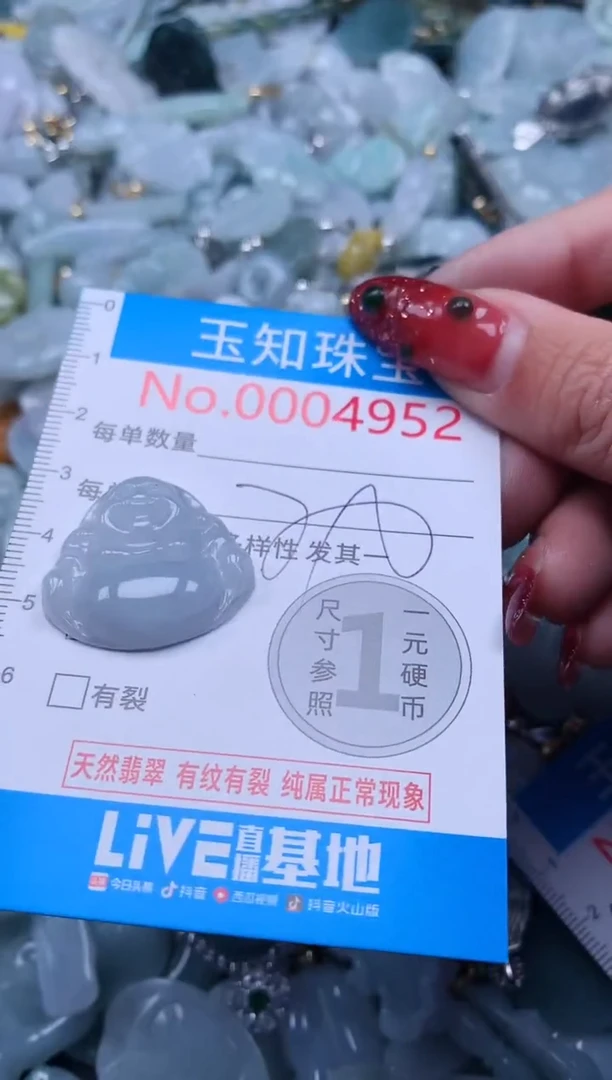 0
1
2
3
4
5
6
玉知珠宝
No.0004952
每单数量
每
样性 发其一
尺寸参照
1
一元硬币
有裂
天然翡翠 有纹有裂 纯属正常现象
LiVE直播基地
今日头条 抖音 西瓜视频 抖音火山版